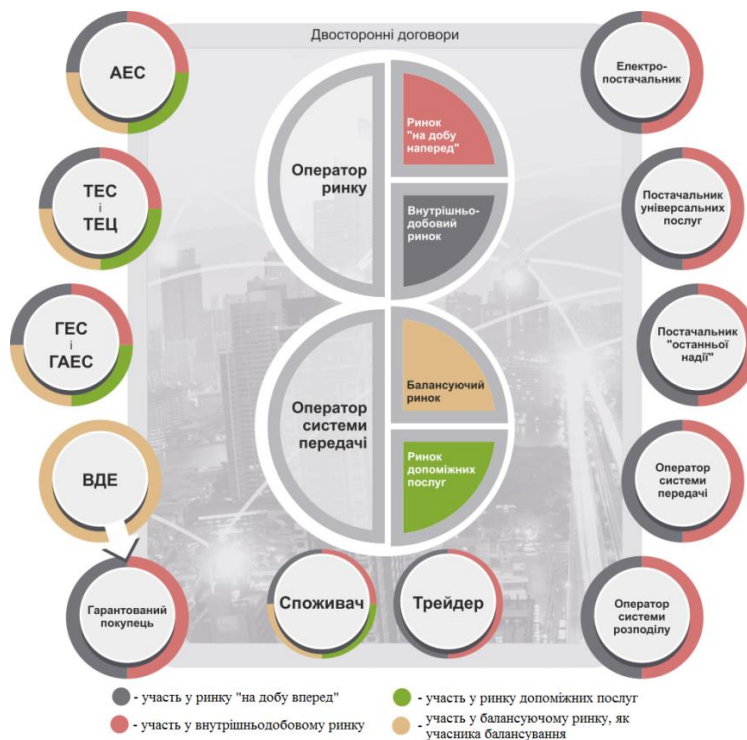 Двосторонні договори
АЕС
ТЕС
і
ТЕЦ
ГЕС
і
ГАЕС
ВДЕ
Гарантований
покупець
Оператор
ринку
Ринок
"на добу
наперед"
Внутрішньо-
добовий
ринок
Оператор
системи
передачі
Балансуючий
ринок
Ринок
допоміжних
послуг
Споживач
Трейдер
Електро-
постачальник
Постачальник
універсальних
послуг
Постачальник
"останньої
надії"
Оператор
системи
передачі
Оператор
системи
розподілу
- участь у ринку "на добу вперед"
- участь у внутрішньодобовому ринку
- участь у ринку допоміжних послуг
- участь у балансуючому ринку, як
учасника балансування